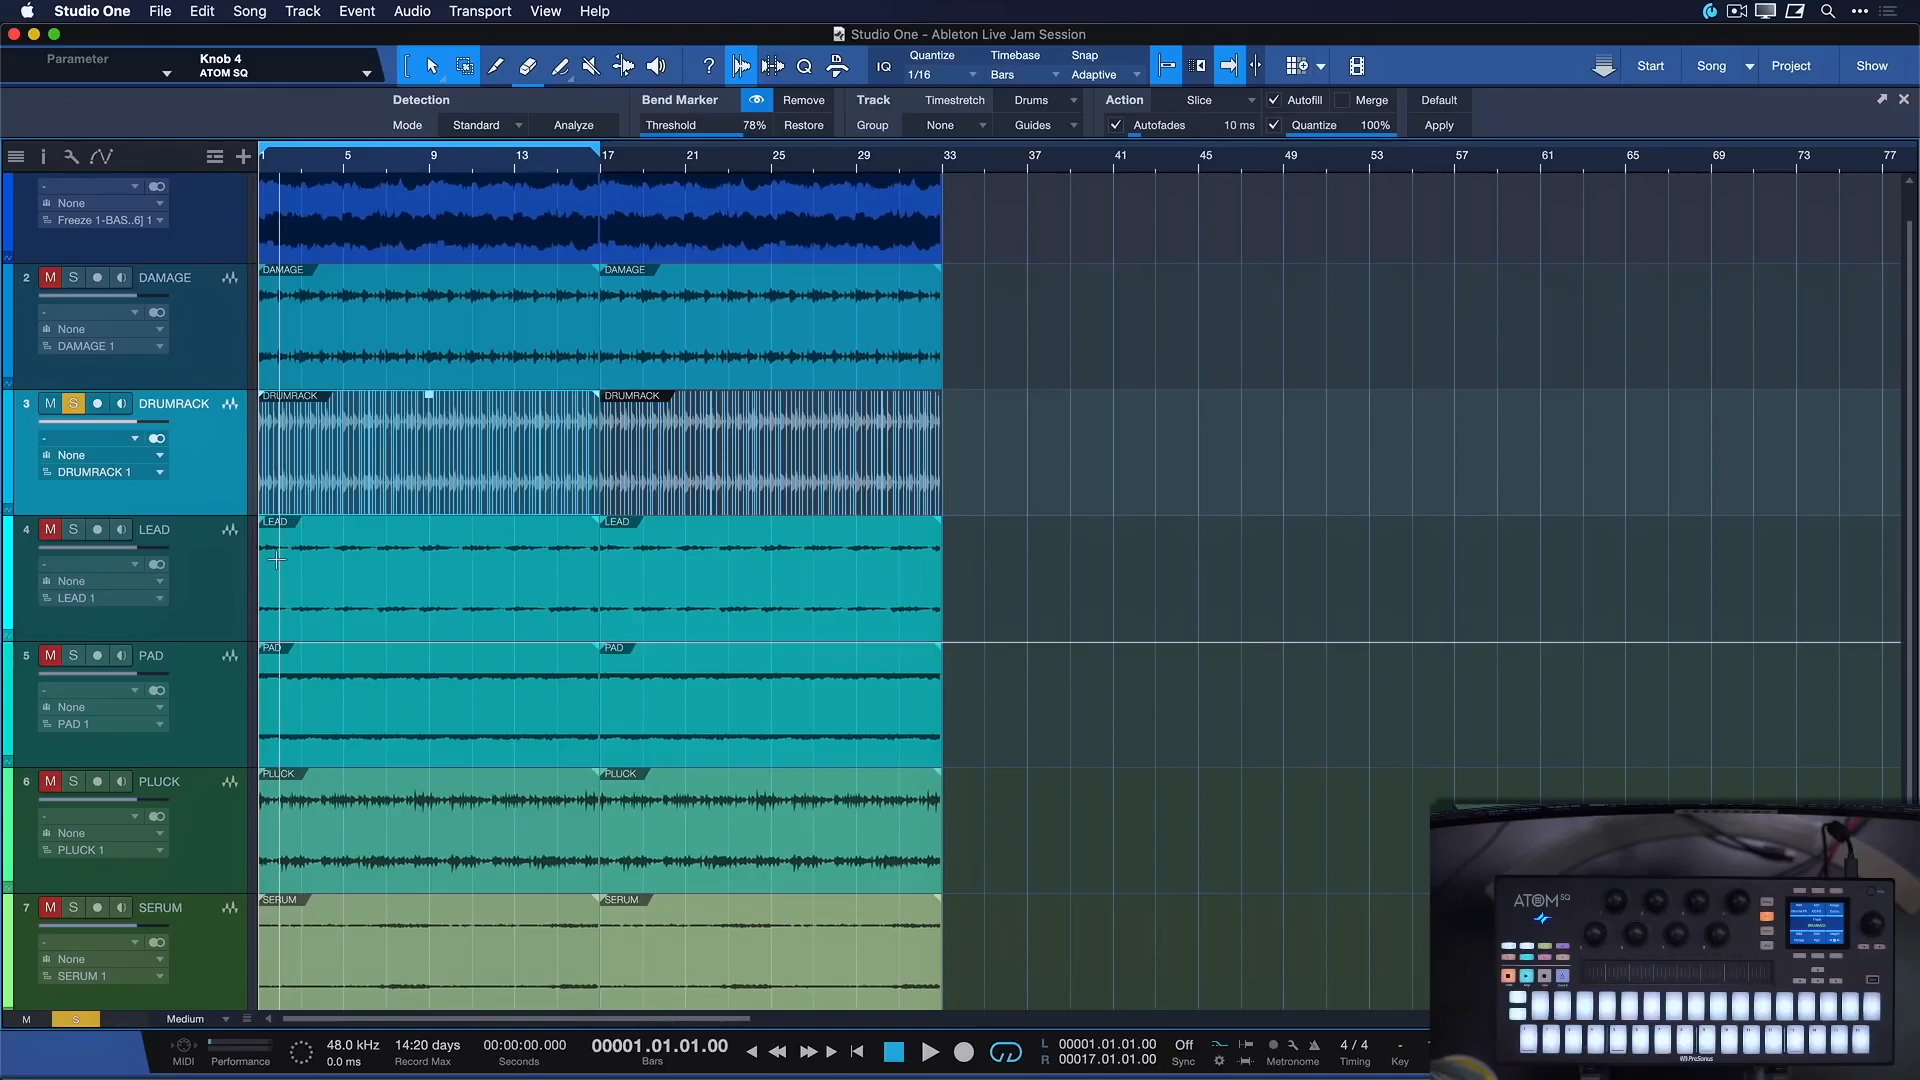 Studio One File Edit Song Track Event Audio Transport View Help
Studio One - Ableton Live Jam Session
Parameter Knob 4 ATOM SQ
? IQ Quantize 1/16 Timebase Bars Snap Adaptive Start Song Project Show
Detection Bend Marker Remove Track Timestretch Drums Action Slice Autofill Merge Default
Mode Standard Analyze Threshold 78% Restore Group None Guides Autofades 10 ms Quantize 100% Apply
1 5 9 13 17 21 25 29 33 37 41 45 49 53 57 61 65 69 73 77
-
None
Freeze 1-BAS..6] 1
2 M S DAMAGE
-
None
DAMAGE 1
DAMAGE DAMAGE
3 M S DRUMRACK
-
None
DRUMRACK 1
DRUMRACK DRUMRACK
4 M S LEAD
-
None
LEAD 1
LEAD LEAD
5 M S PAD
-
None
PAD 1
PAD PAD
6 M S PLUCK
-
None
PLUCK 1
PLUCK PLUCK
7 M S SERUM
-
None
SERUM 1
SERUM SERUM
M S Medium
MIDI Performance 48.0 kHz 0.0 ms 14:20 days Record Max 00:00:00.000 Seconds 00001.01.01.00 Bars L 00001.01.01.00 R 00017.01.01.00 Off Sync Metronome 4 / 4 Timing - Key
ATOM SQ
PreSonus